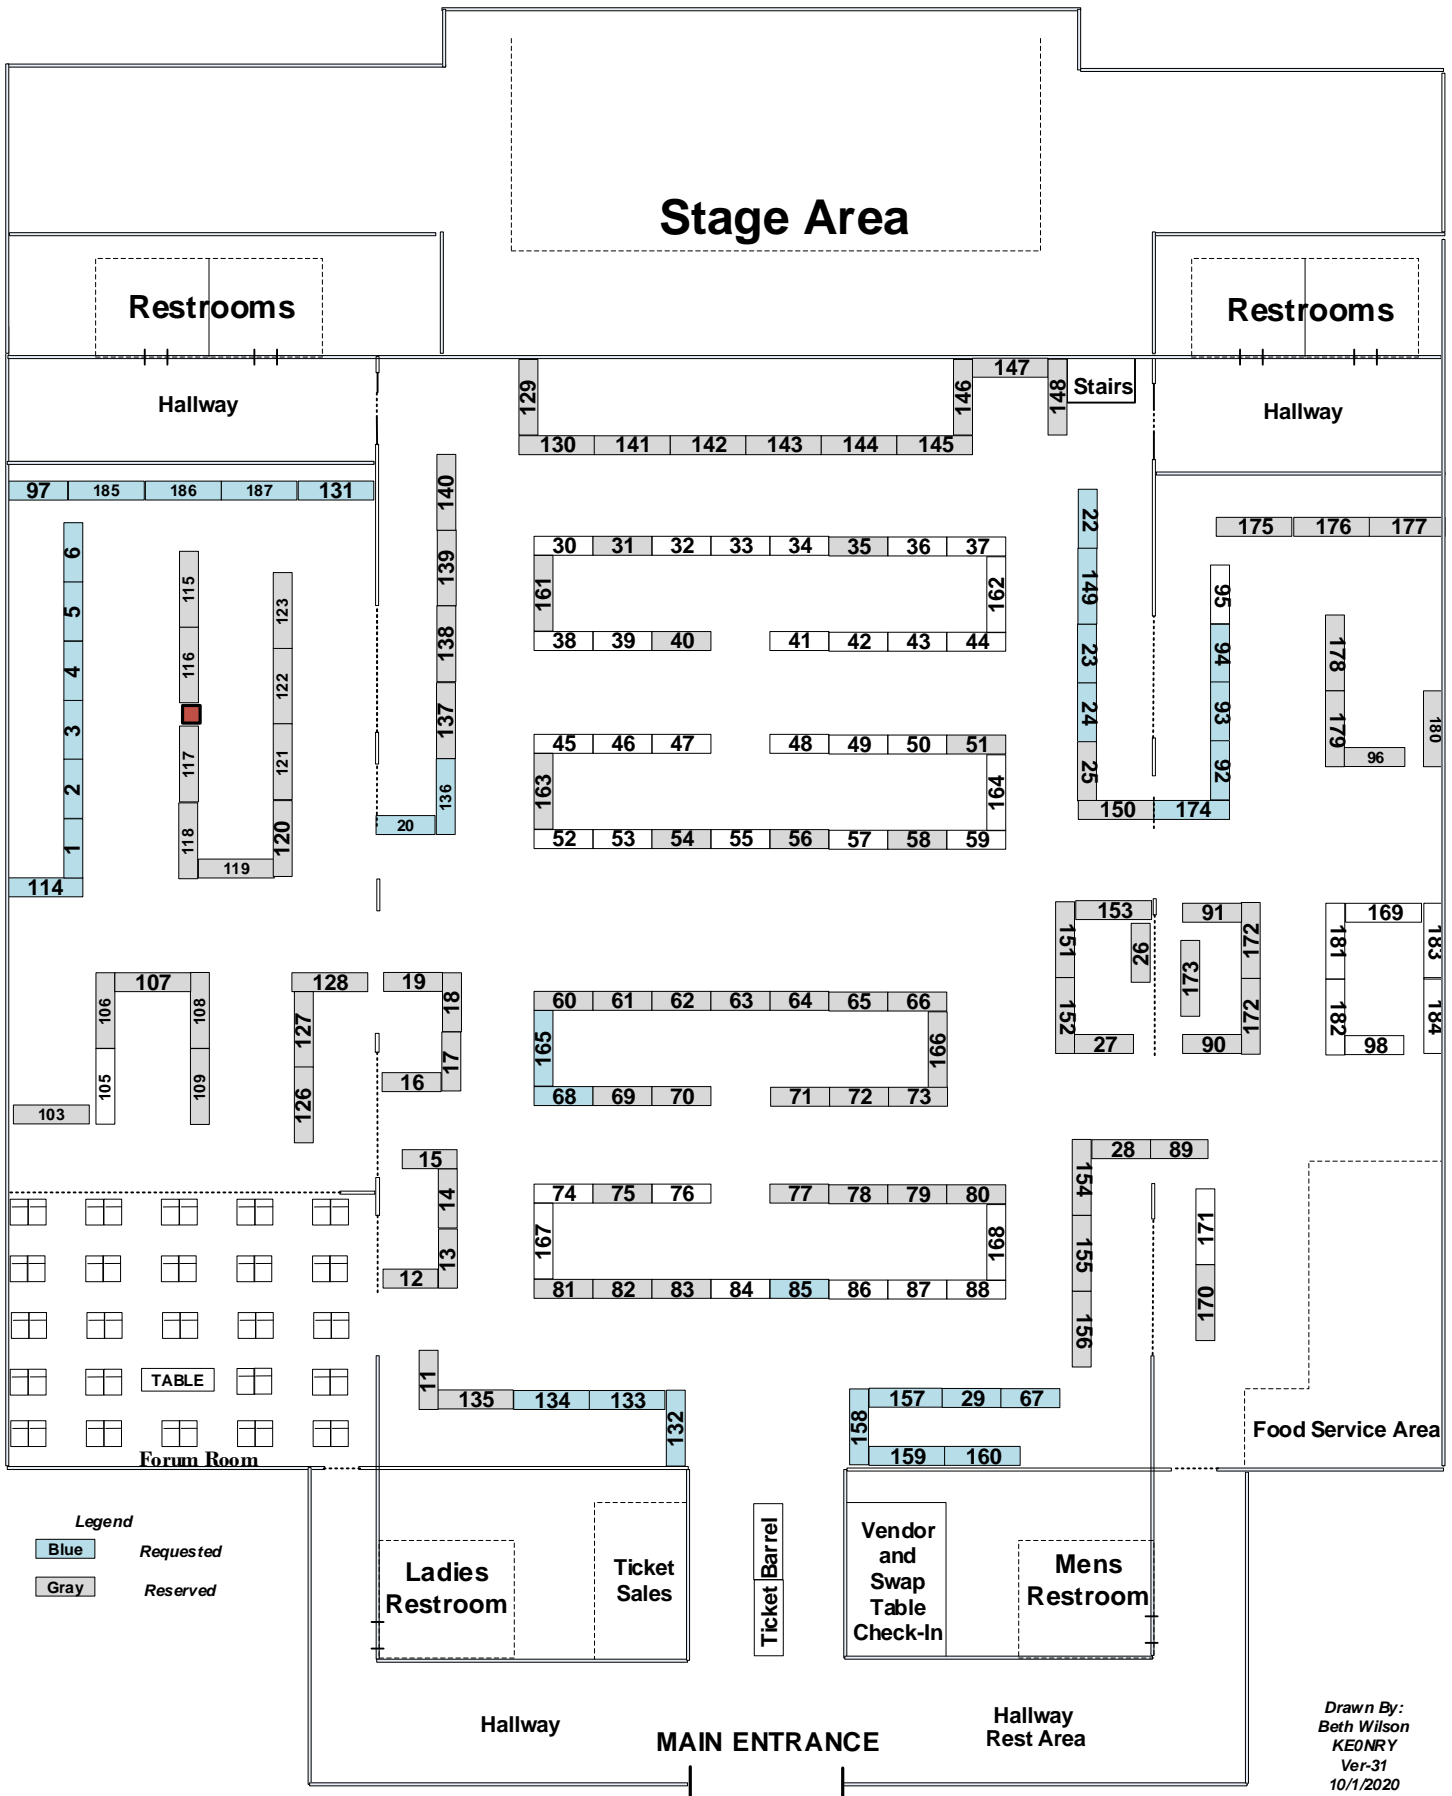 Stage Area
Restrooms
Restrooms
Hallway
Stairs
Hallway
129
146
147
148
130 141 142 143 144 145
97 185 186 187 131
140
139
138
137
136
20
22
149
23
24
25
150 174
175 176 177
95
94
93
92
178
179
96
180
6
5
4
3
2
1
114
115
116
117
118
119
123
122
121
120
30 31 32 33 34 35 36 37
161
162
38 39 40 41 42 43 44
45 46 47 48 49 50 51
163
164
52 53 54 55 56 57 58 59
153
151
152
26
27
91
172
173
172
90
169
181
182
183
184
98
107
106
105
108
109
103
128
127
126
19
18
17
16
60 61 62 63 64 65 66
165
166
68 69 70 71 72 73
15
14
13
12
74 75 76 77 78 79 80
167
168
81 82 83 84 85 86 87 88
28 89
154
155
156
171
170
TABLE
Forum Room
11
135 134 133
132
157 29 67
158
159 160
Food Service Area
Legend
Blue Requested
Gray Reserved
Ladies
Restroom
Ticket
Sales
Ticket Barrel
Vendor
and
Swap
Table
Check-In
Mens
Restroom
Hallway
MAIN ENTRANCE
Hallway
Rest Area
Drawn By:
Beth Wilson
KE0NRY
Ver-31
10/1/2020